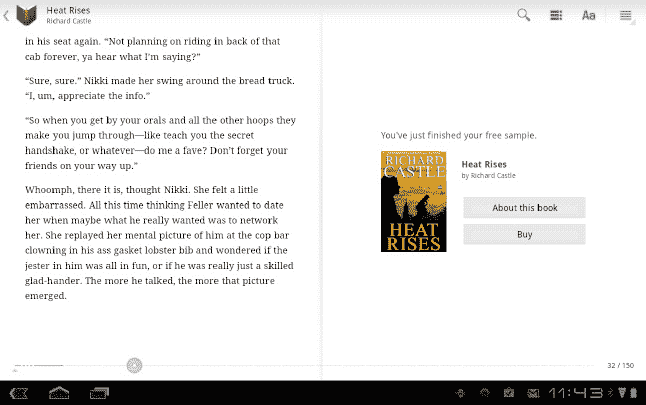 Heat Rises
Richard Castle
Aa
in his seat again. “Not planning on riding in back of that
cab forever, ya hear what I’m saying?”
“Sure, sure.” Nikki made her swing around the bread truck.
“I, um, appreciate the info.”
“So when you get by your orals and all the other hoops they
make you jump through—like teach you the secret
handshake, or whatever—do me a fave? Don’t forget your
friends on your way up.”
Whoomph, there it is, thought Nikki. She felt a little
embarrassed. All this time thinking Feller wanted to date
her when maybe what he really wanted was to network
her. She replayed her mental picture of him at the cop bar
clowning in his ass gasket lobster bib and wondered if the
jester in him was all in fun, or if he was really just a skilled
glad-hander. The more he talked, the more that picture
emerged.
You've just finished your free sample.
RICHARD
CASTLE
HEAT
RISES
Heat Rises
by Richard Castle
About this book
Buy
32 / 150
11:43